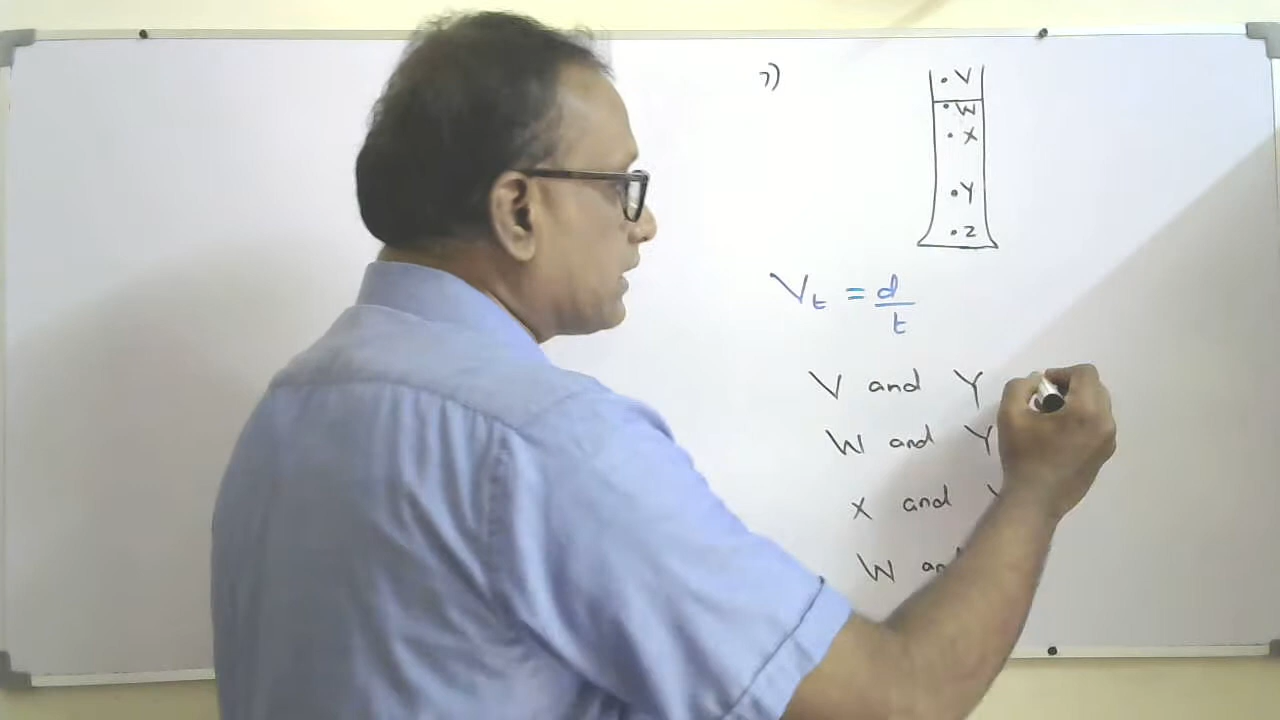 7)
V
W
X
Y
Z
Vt = d/t
V and Y
W and Y
X and
W